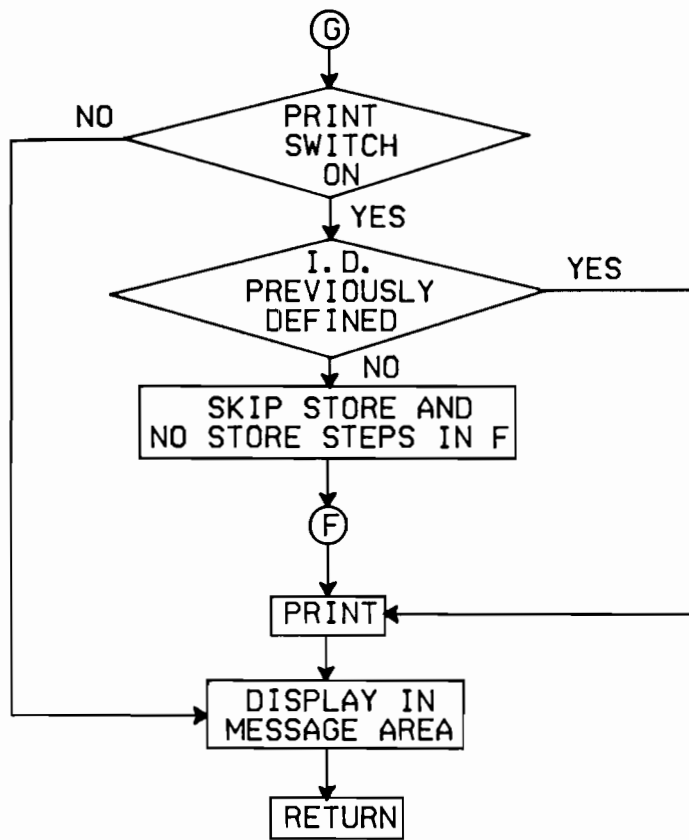 G
NO
PRINT
SWITCH
ON
YES
I.D.
YES
PREVIOUSLY
DEFINED
NO
SKIP STORE AND
NO STORE STEPS IN F
F
PRINT
DISPLAY IN
MESSAGE AREA
RETURN